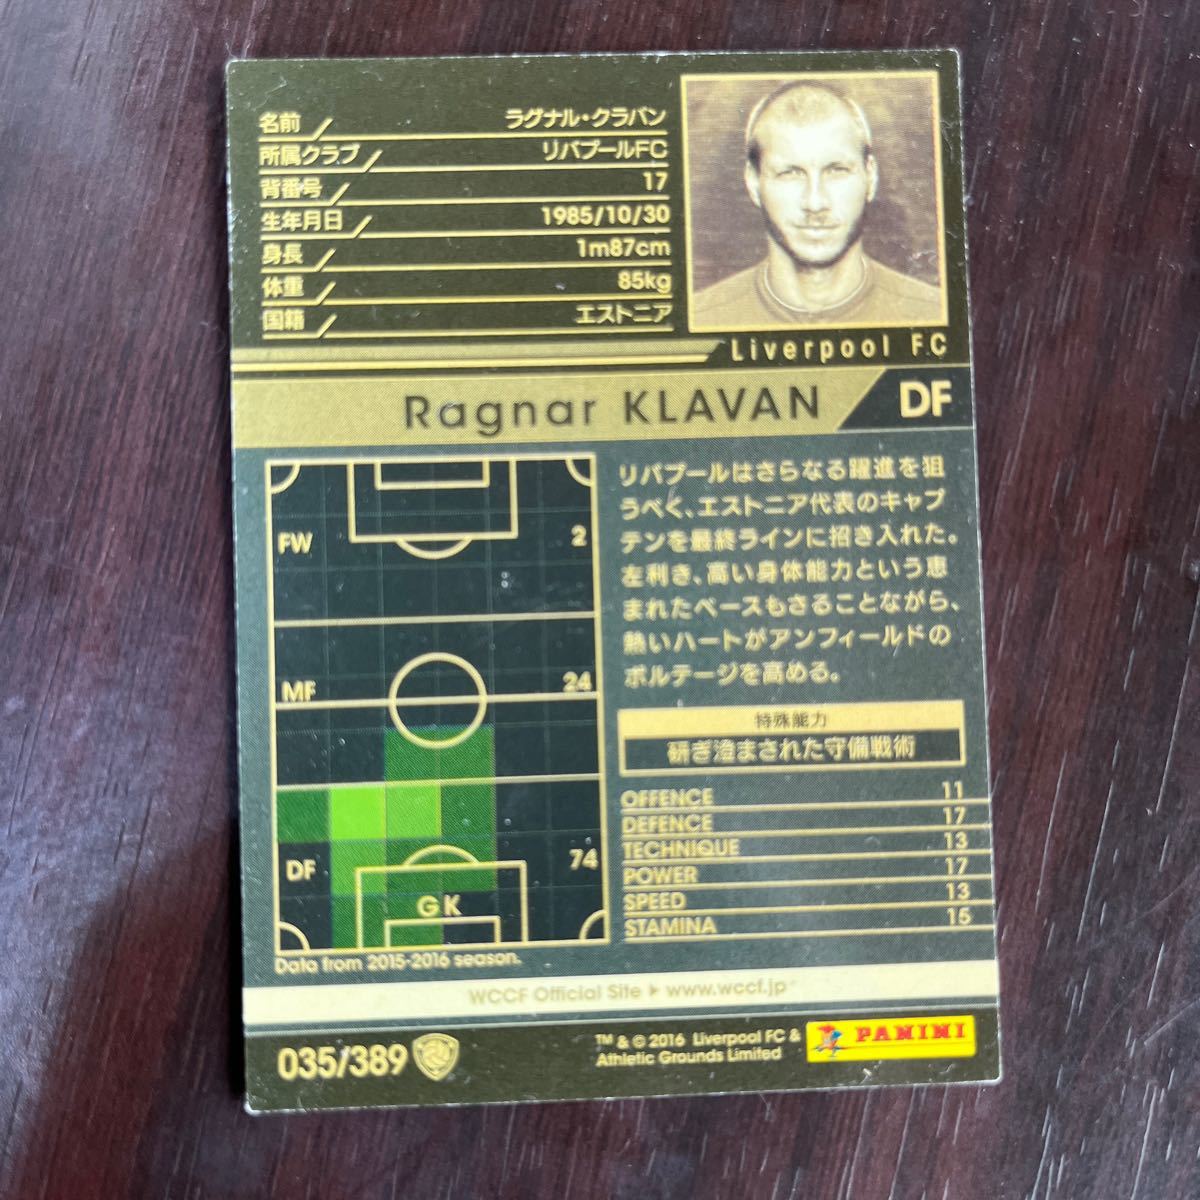 名前 ラグナル・クラバン
所属クラブ リバプールFC
背番号 17
生年月日 1985/10/30
身長 1m87cm
体重 85kg
国籍 エストニア
Liverpool F.C
Ragnar KLAVAN DF
FW 2
MF 24
DF 74
GK
Data from 2015-2016 season.
リバプールはさらなる躍進を狙
うべく、エストニア代表のキャプ
テンを最終ラインに招き入れた。
左利き、高い身体能力という恵
まれたベースもさることながら、
熱いハートがアンフィールドの
ボルテージを高める。
特殊能力
研ぎ澄まされた守備戦術
OFFENCE 11
DEFENCE 17
TECHNIQUE 13
POWER 17
SPEED 13
STAMINA 15
WCCF Official Site ▶ www.wccf.jp
035/389
™ & © 2016 Liverpool FC &
Athletic Grounds Limited
PANINI